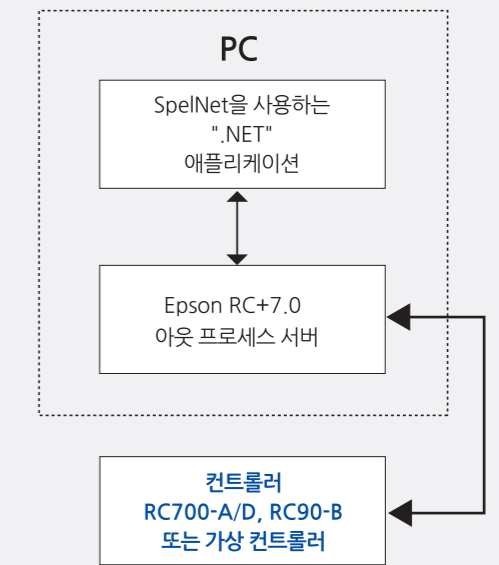 PC
SpelNet을 사용하는
".NET"
애플리케이션
Epson RC+7.0
아웃 프로세스 서버
컨트롤러
RC700-A/D, RC90-B
또는 가상 컨트롤러